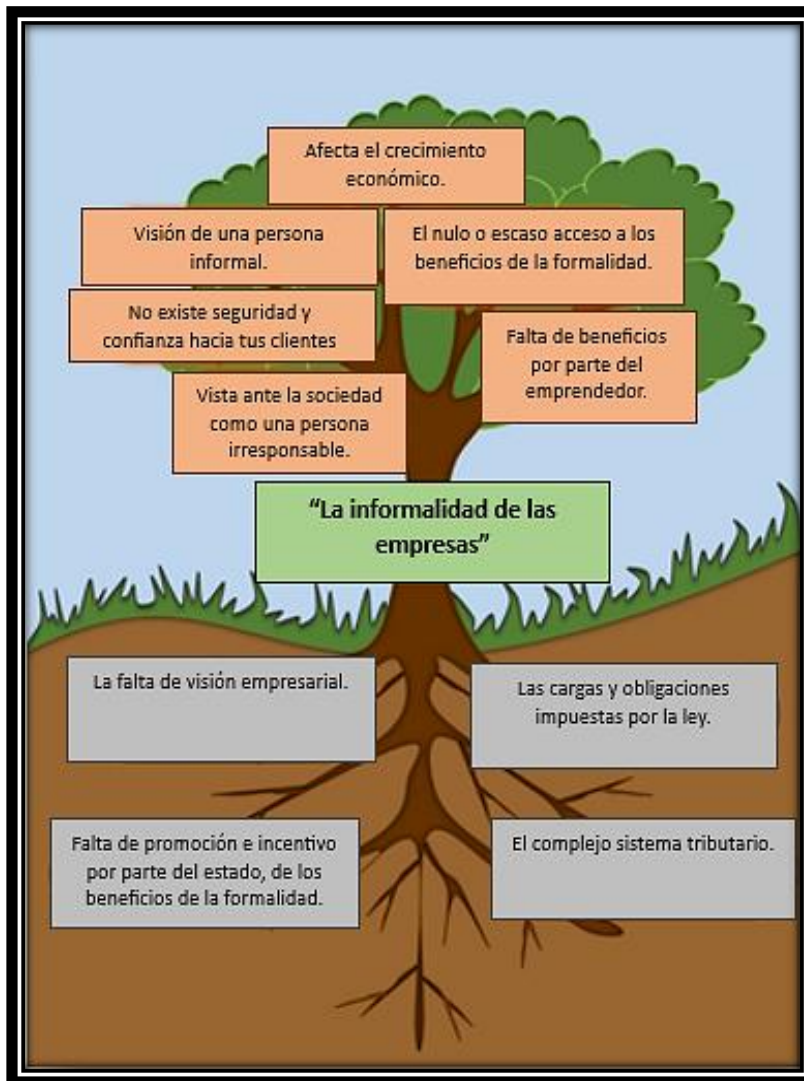 Afecta el crecimiento
económico.
Visión de una persona
informal.
El nulo o escaso acceso a los
beneficios de la formalidad.
No existe seguridad y
confianza hacia tus clientes
Falta de beneficios
por parte del
emprendedor.
Vista ante la sociedad
como una persona
irresponsable.
“La informalidad de las
empresas”
La falta de visión empresarial.
Las cargas y obligaciones
impuestas por la ley.
Falta de promoción e incentivo
por parte del estado, de los
beneficios de la formalidad.
El complejo sistema tributario.